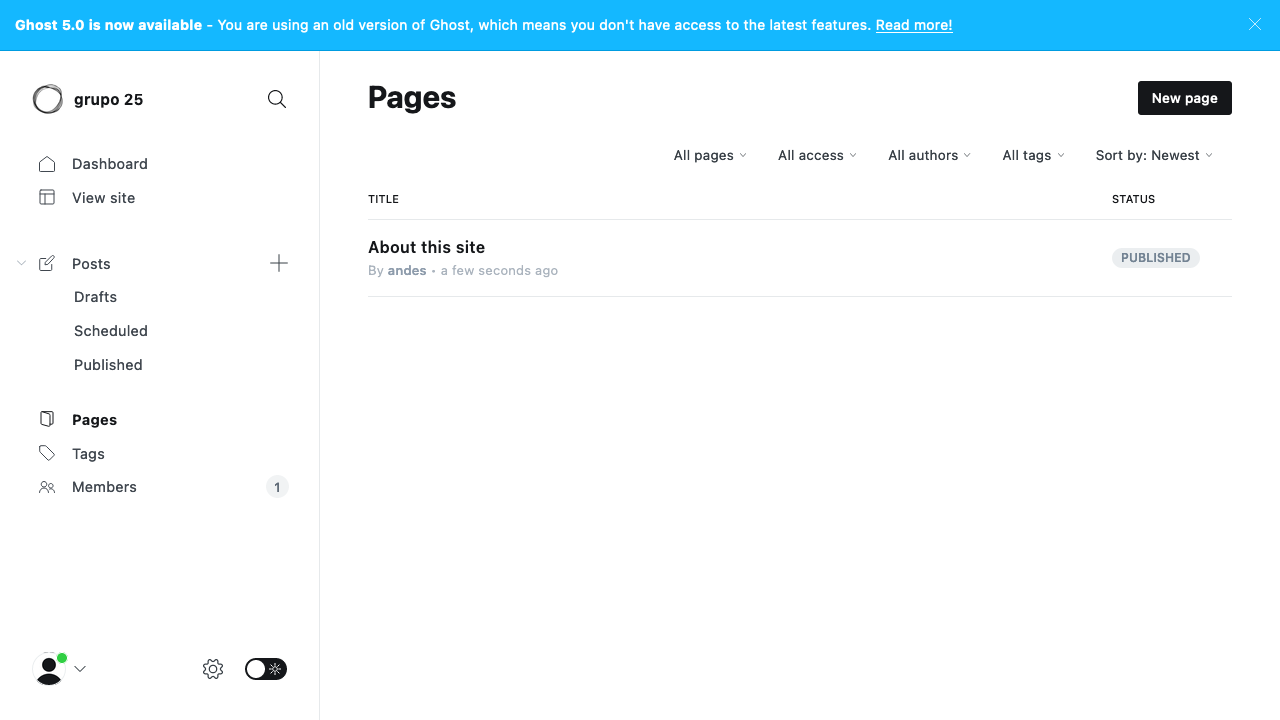 Ghost 5.0 is now available - You are using an old version of Ghost, which means you don't have access to the latest features. Read more!
grupo 25
Dashboard
View site
Posts
Drafts
Scheduled
Published
Pages
Tags
Members 1
Pages
New page
All pages All access All authors All tags Sort by: Newest
TITLE STATUS
About this site
By andes • a few seconds ago
PUBLISHED